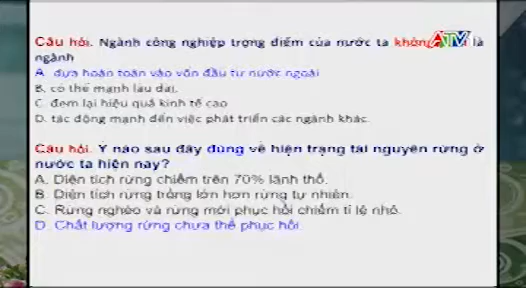 Câu hỏi. Ngành công nghiệp trọng điểm của nước ta không ATV là
ngành
A. dựa hoàn toàn vào vốn đầu tư nước ngoài.
B. có thế mạnh lâu dài.
C. đem lại hiệu quả kinh tế cao.
D. tác động mạnh đến việc phát triển các ngành khác.
Câu hỏi. Ý nào sau đây đúng về hiện trạng tài nguyên rừng ở
nước ta hiện nay?
A. Diện tích rừng chiếm trên 70% lãnh thổ.
B. Diện tích rừng trồng lớn hơn rừng tự nhiên.
C. Rừng nghèo và rừng mới phục hồi chiếm tỉ lệ nhỏ.
D. Chất lượng rừng chưa thể phục hồi.